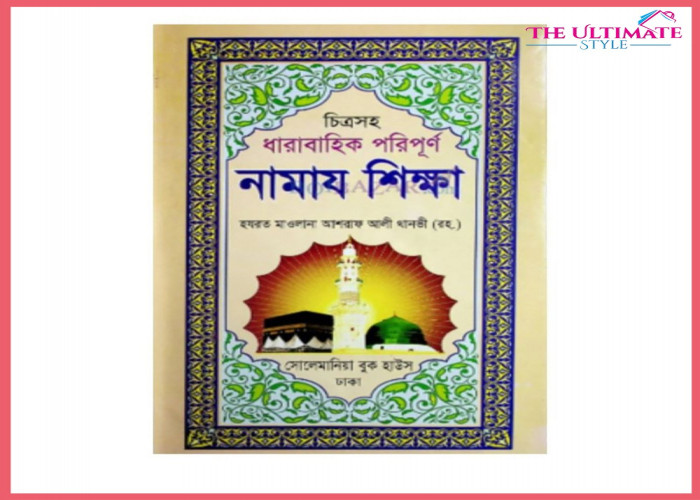 THE ULTIMATE
STYLE
চিত্রসহ
ধারাবাহিক পরিপূর্ণ
নামায শিক্ষা
হযরত মাওলানা আশরাফ আলী থানভী (রহ.)
সোলেমানিয়া বুক হাউস
ঢাকা